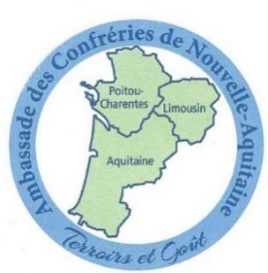 Ambassade des Confréries de Nouvelle-Aquitaine
Poitou-
Charentes
Limousin
Aquitaine
Terroirs et Goût